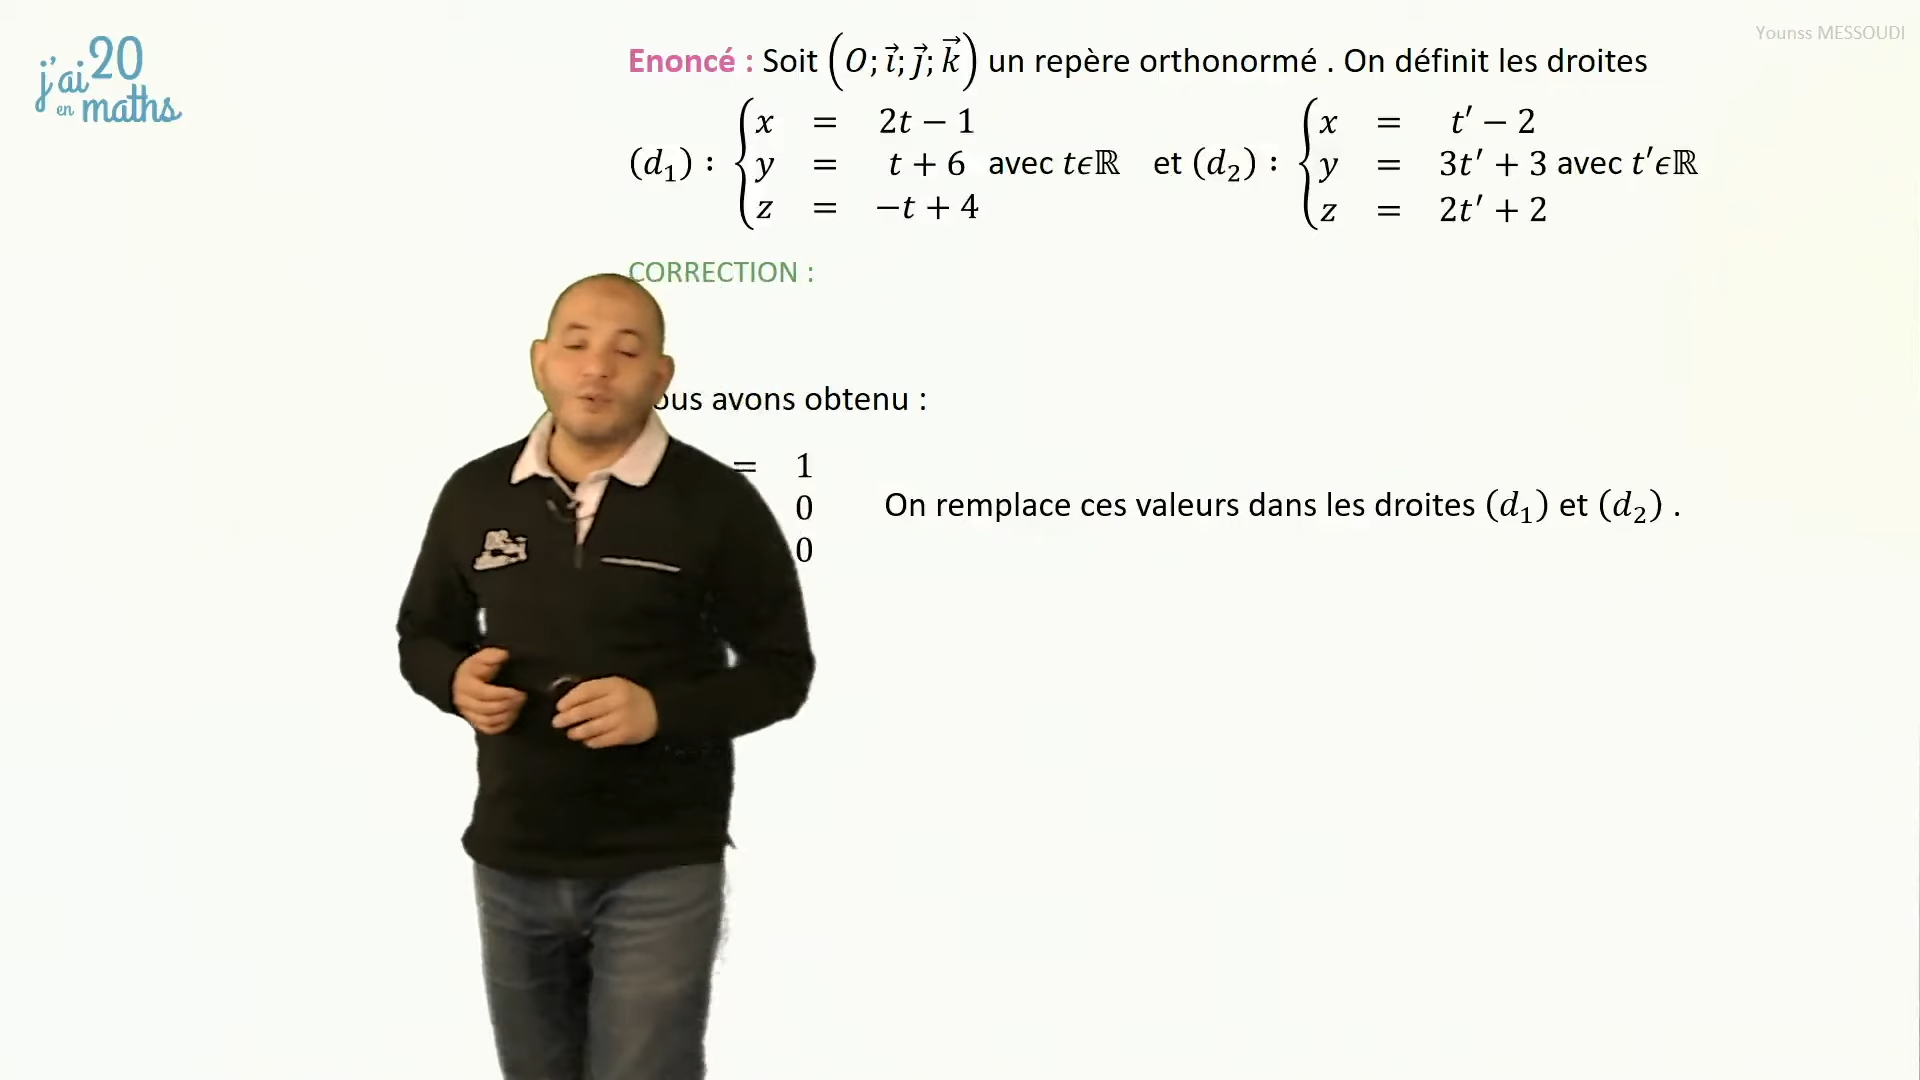 j'ai 20
en maths
Younss MESSOUDI
Enoncé : Soit (O; i⃗; j⃗; k⃗) un repère orthonormé . On définit les droites
(d₁) : { x = 2t − 1
y = t + 6 avec tϵℝ et (d₂) : { x = t′ − 2
z = −t + 4
y = 3t′ + 3 avec t′ϵℝ
z = 2t′ + 2
CORRECTION :
ous avons obtenu :
= 1
0
0
On remplace ces valeurs dans les droites (d₁) et (d₂) .